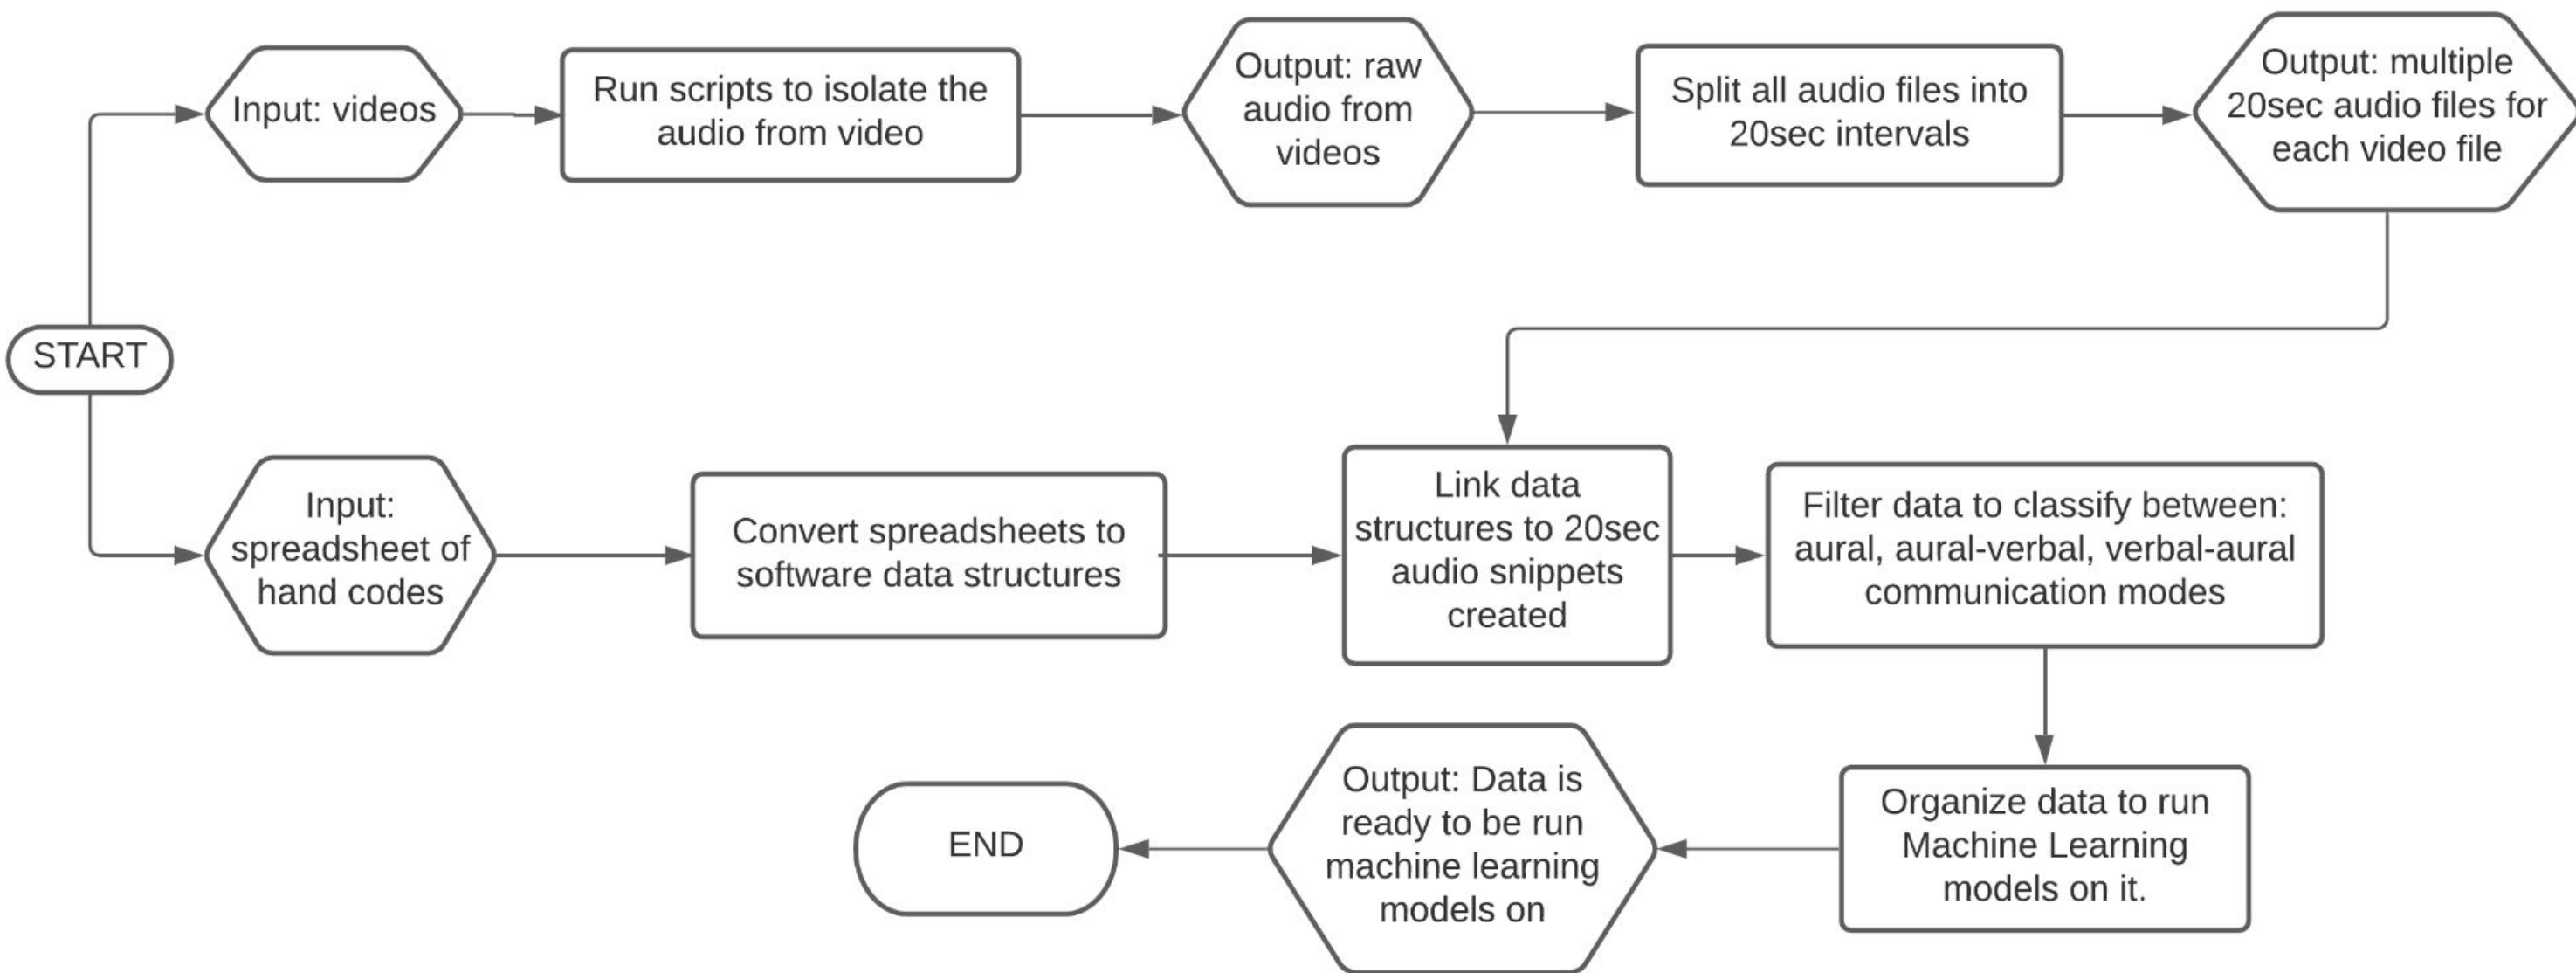 Input: videos
Run scripts to isolate the
audio from video
Output: raw
audio from
videos
Split all audio files into
20sec intervals
Output: multiple
20sec audio files for
each video file
START
Input:
spreadsheet of
hand codes
Convert spreadsheets to
software data structures
Link data
structures to 20sec
audio snippets
created
Filter data to classify between:
aural, aural-verbal, verbal-aural
communication modes
Organize data to run
Machine Learning
models on it.
Output: Data is
ready to be run
machine learning
models on
END